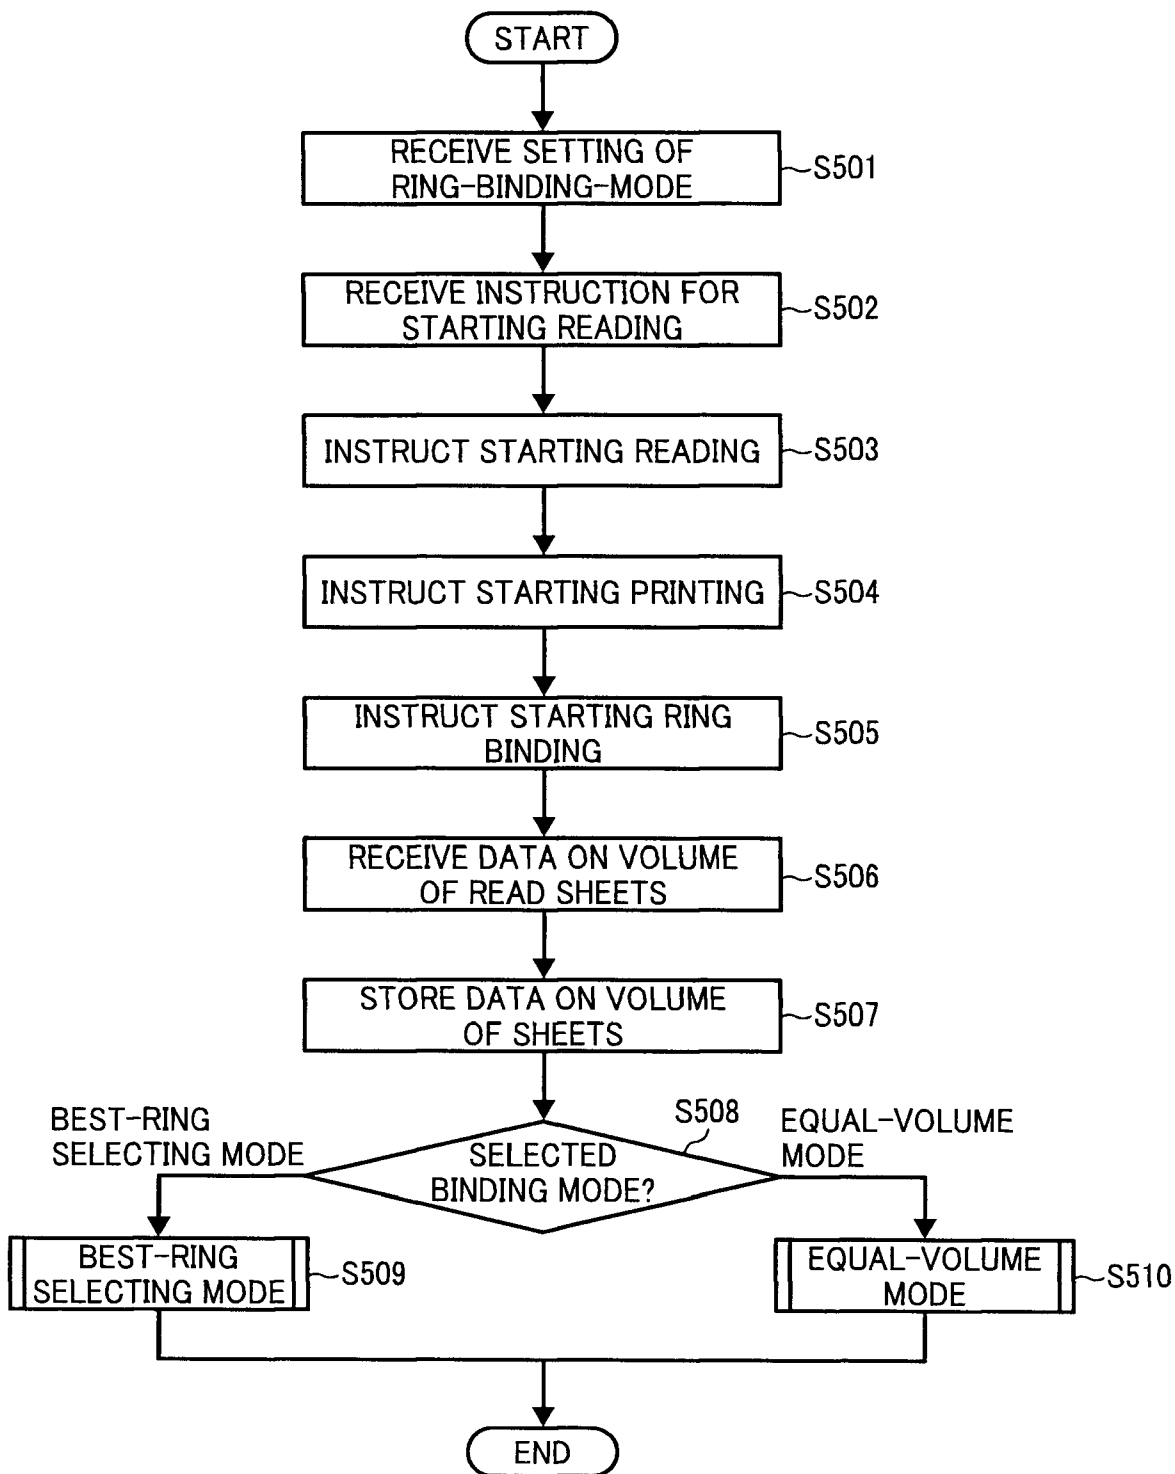 START
RECEIVE SETTING OF
RING-BINDING-MODE
S501
RECEIVE INSTRUCTION FOR
STARTING READING
S502
INSTRUCT STARTING READING
S503
INSTRUCT STARTING PRINTING
S504
INSTRUCT STARTING RING
BINDING
S505
RECEIVE DATA ON VOLUME
OF READ SHEETS
S506
STORE DATA ON VOLUME
OF SHEETS
S507
BEST-RING
SELECTING MODE
SELECTED
BINDING MODE?
S508
EQUAL-VOLUME
MODE
BEST-RING
SELECTING MODE
S509
EQUAL-VOLUME
MODE
S510
END